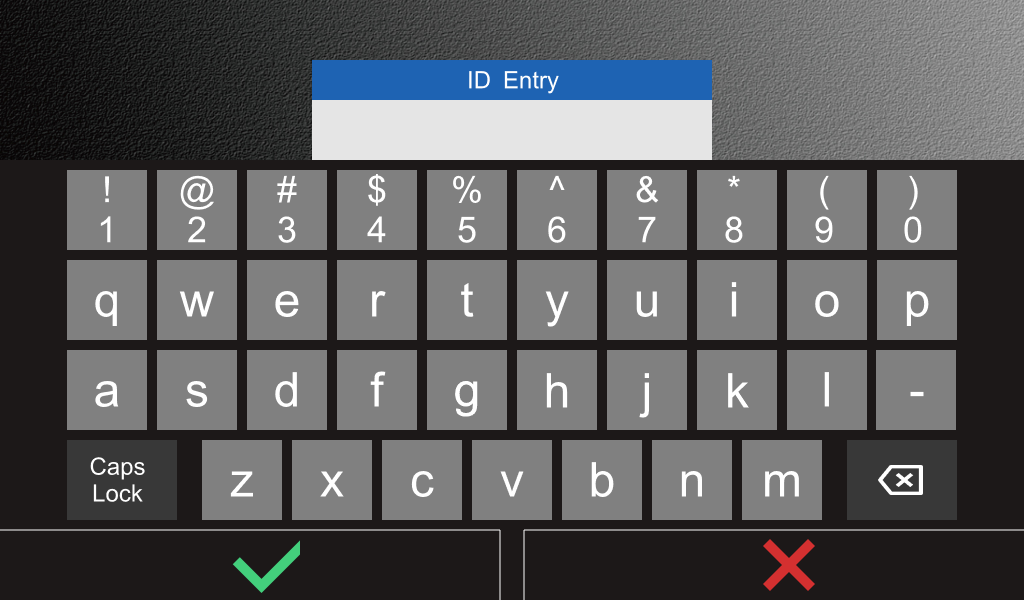 ID Entry
! @ # $ % ^ & * ( )
1 2 3 4 5 6 7 8 9 0
q w e r t y u i o p
a s d f g h j k l -
Caps
Lock
z x c v b n m